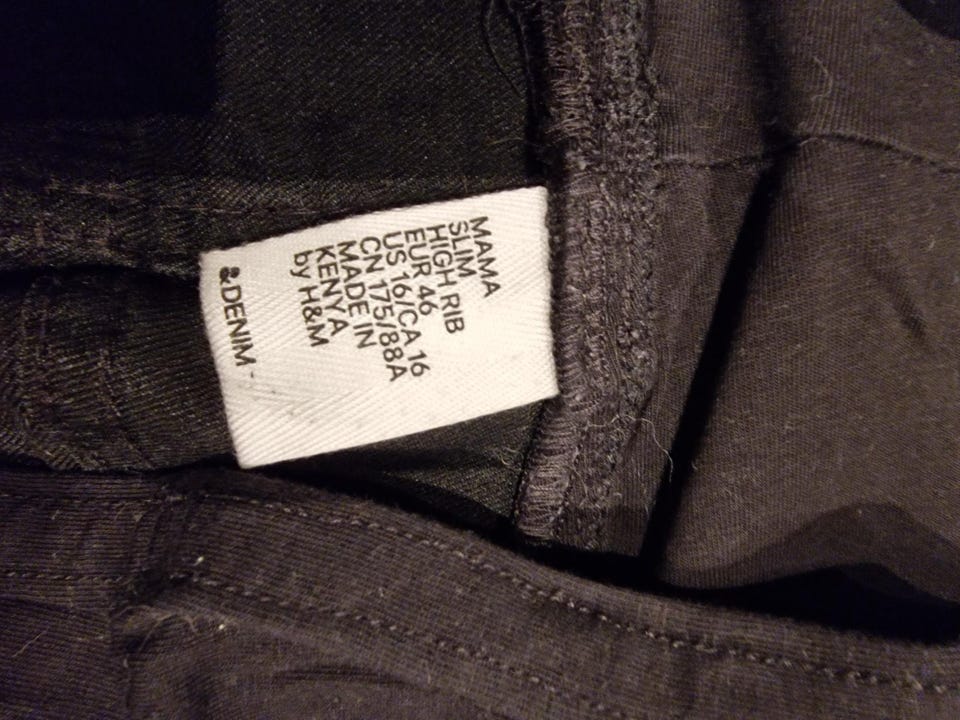 MAMA
SLIM
HIGH RIB
EUR 46
US 16/CA 16
CN 175/88A
MADE IN
KENYA
by H&M
&DENIM